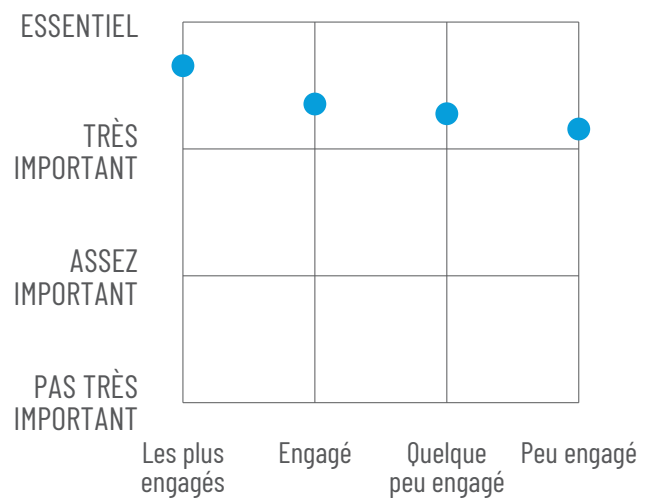 ESSENTIEL
TRÈS
IMPORTANT
ASSEZ
IMPORTANT
PAS TRÈS
IMPORTANT
Les plus
engagés
Engagé
Quelque
peu engagé
Peu engagé